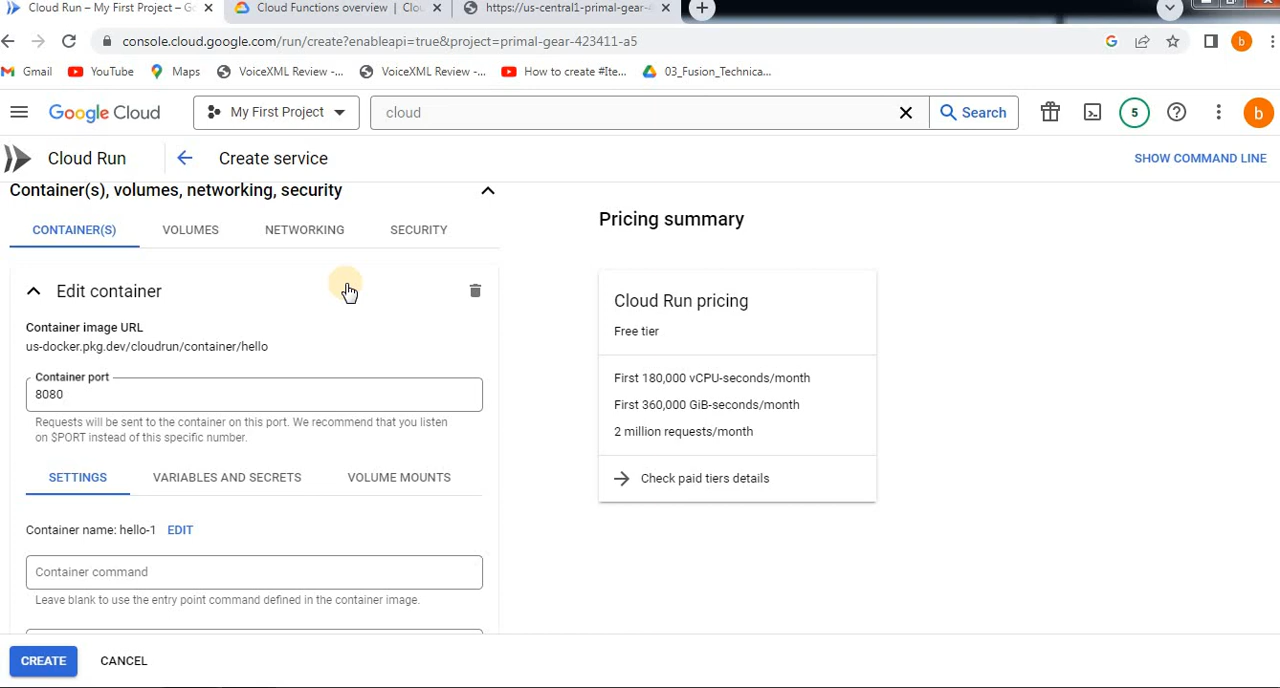 Cloud Run – My First Project – Go
Cloud Functions overview | Clou
https://us-central1-primal-gear-4
console.cloud.google.com/run/create?enableapi=true&project=primal-gear-423411-a5
b
Gmail
YouTube
Maps
VoiceXML Review -...
VoiceXML Review -...
How to create #Ite...
03_Fusion_Technica...
Google Cloud
My First Project
cloud
Search
5
b
Cloud Run
Create service
SHOW COMMAND LINE
Container(s), volumes, networking, security
CONTAINER(S)
VOLUMES
NETWORKING
SECURITY
Edit container
Container image URL
us-docker.pkg.dev/cloudrun/container/hello
Container port
8080
Requests will be sent to the container on this port. We recommend that you listen
on $PORT instead of this specific number.
SETTINGS
VARIABLES AND SECRETS
VOLUME MOUNTS
Container name: hello-1 EDIT
Container command
Leave blank to use the entry point command defined in the container image.
Pricing summary
Cloud Run pricing
Free tier
First 180,000 vCPU-seconds/month
First 360,000 GiB-seconds/month
2 million requests/month
Check paid tiers details
CREATE
CANCEL